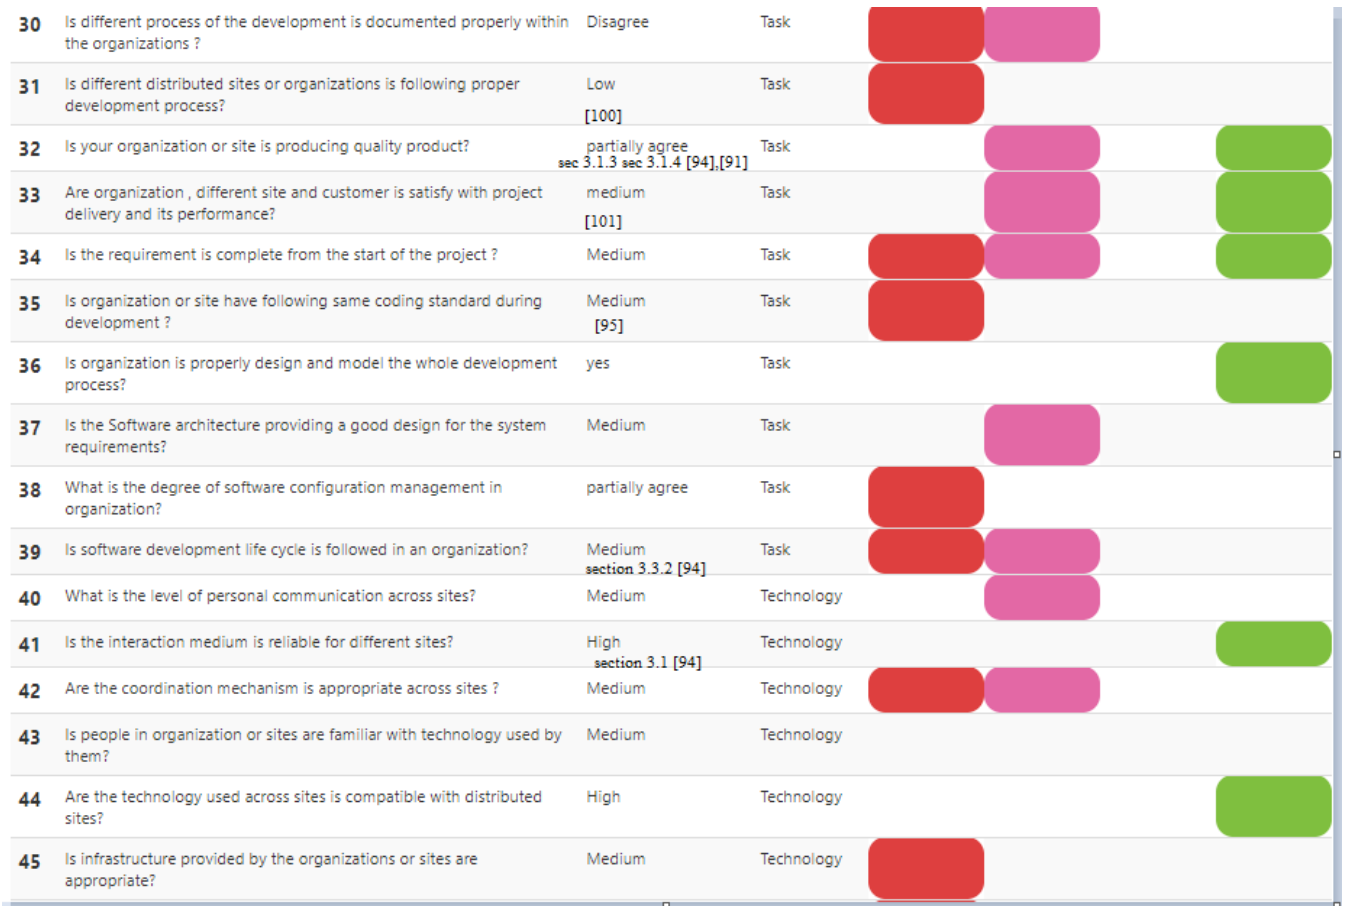 30 Is different process of the development is documented properly within Disagree Task
the organizations ?
31 Is different distributed sites or organizations is following proper Low Task
development process?
[100]
32 Is your organization or site is producing quality product? partially agree Task
sec 3.1.3 sec 3.1.4 [94],[91]
33 Are organization , different site and customer is satisfy with project medium Task
delivery and its performance?
[101]
34 Is the requirement is complete from the start of the project ? Medium Task
35 Is organization or site have following same coding standard during Medium Task
development ?
[95]
36 Is organization is properly design and model the whole development yes Task
process?
37 Is the Software architecture providing a good design for the system Medium Task
requirements?
38 What is the degree of software configuration management in partially agree Task
organization?
39 Is software development life cycle is followed in an organization? Medium Task
section 3.3.2 [94]
40 What is the level of personal communication across sites? Medium Technology
41 Is the interaction medium is reliable for different sites? High Technology
section 3.1 [94]
42 Are the coordination mechanism is appropriate across sites ? Medium Technology
43 Is people in organization or sites are familiar with technology used by Medium Technology
them?
44 Are the technology used across sites is compatible with distributed High Technology
sites?
45 Is infrastructure provided by the organizations or sites are Medium Technology
appropriate?